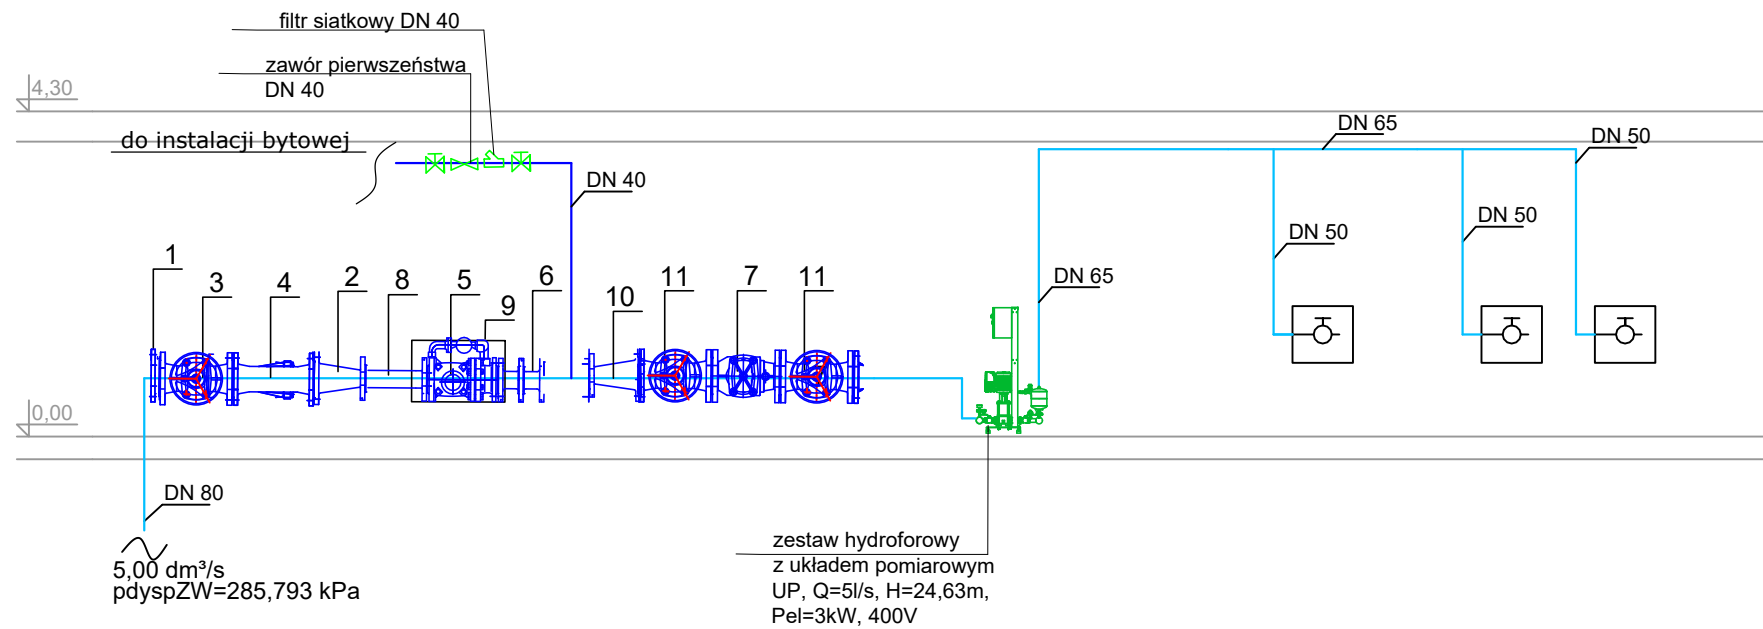 filtr siatkowy DN 40
zawór pierwszeństwa
DN 40
4,30
do instalacji bytowej
DN 65
DN 50
DN 40
DN 50
DN 50
DN 65
1
3
4
2
8
5
9
6
10
11
7
11
0,00
DN 80
5,00 dm³/s
pdyspZW=285,793 kPa
zestaw hydroforowy
z układem pomiarowym
UP, Q=5l/s, H=24,63m,
Pel=3kW, 400V